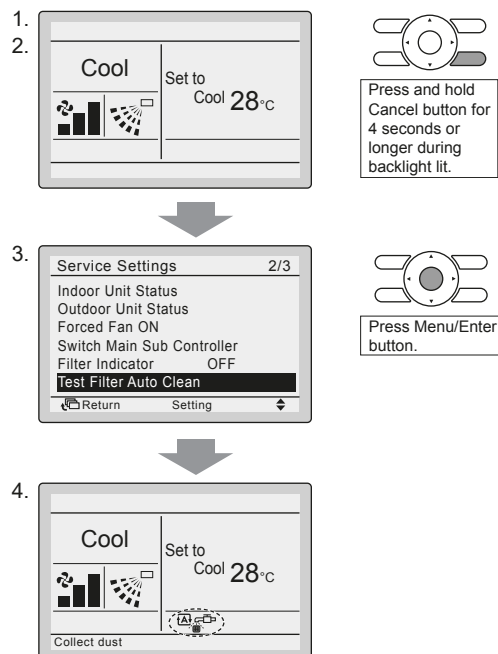 1.
2.
Cool
Set to
Cool 28°C
Press and hold
Cancel button for
4 seconds or
longer during
backlight lit.
3.
Service Settings 2/3
Indoor Unit Status
Outdoor Unit Status
Forced Fan ON
Switch Main Sub Controller
Filter Indicator OFF
Test Filter Auto Clean
Return Setting
Press Menu/Enter
button.
4.
Cool
Set to
Cool 28°C
A
Collect dust